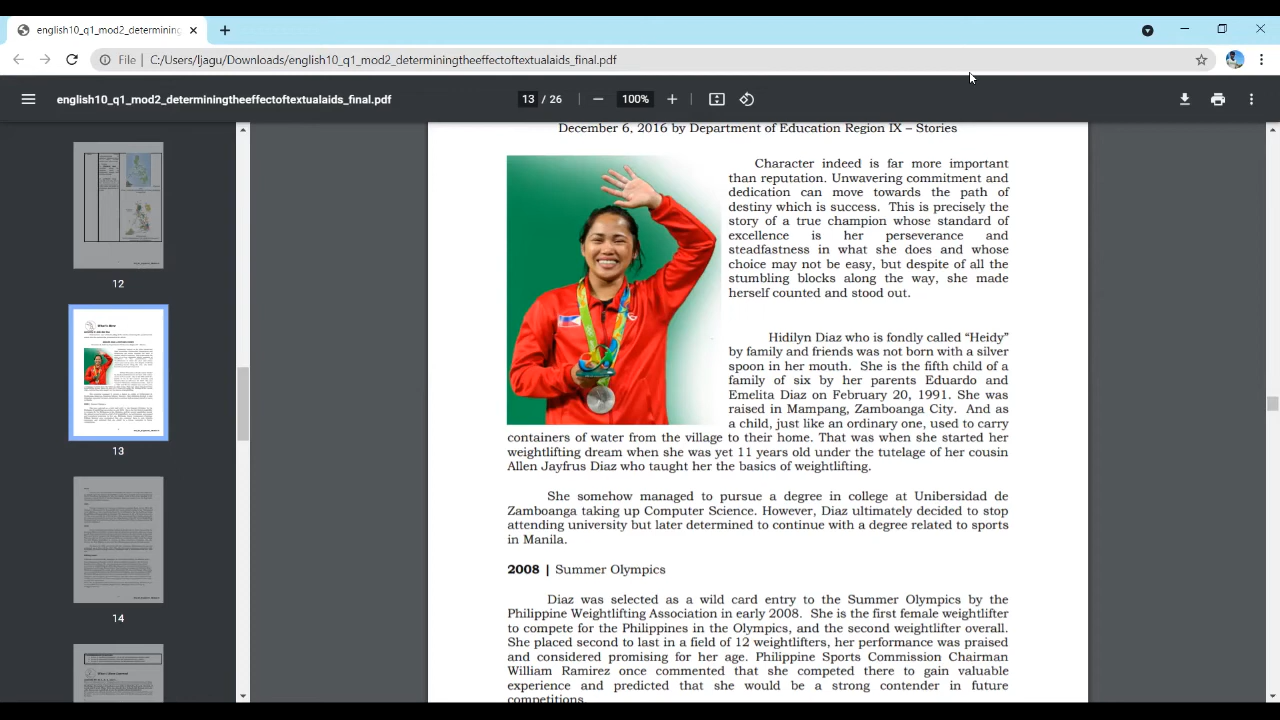 english10_q1_mod2_determining
File | C:/Users/ljagu/Downloads/english10_q1_mod2_determiningtheeffectoftextualaids_final.pdf
english10_q1_mod2_determiningtheeffectoftextualaids_final.pdf
13 / 26
100%
12
13
14
December 6, 2016 by Department of Education Region IX – Stories
Character indeed is far more important
than reputation. Unwavering commitment and
dedication can move towards the path of
destiny which is success. This is precisely the
story of a true champion whose standard of
excellence is her perseverance and
steadfastness in what she does and whose
choice may not be easy, but despite of all the
stumbling blocks along the way, she made
herself counted and stood out.
Hidilyn Diaz who is fondly called “Heidy”
by family and friends was not born with a silver
spoon in her mouth. She is the fifth child of a
family of six by her parents Eduardo and
Emelita Diaz on February 20, 1991. She was
raised in Mampang, Zamboanga City. And as
a child, just like an ordinary one, used to carry
containers of water from the village to their home. That was when she started her
weightlifting dream when she was yet 11 years old under the tutelage of her cousin
Allen Jayfrus Diaz who taught her the basics of weightlifting.
She somehow managed to pursue a degree in college at Unibersidad de
Zamboanga taking up Computer Science. However, Diaz ultimately decided to stop
attending university but later determined to continue with a degree related to sports
in Manila.
2008 | Summer Olympics
Diaz was selected as a wild card entry to the Summer Olympics by the
Philippine Weightlifting Association in early 2008. She is the first female weightlifter
to compete for the Philippines in the Olympics, and the second weightlifter overall.
She placed second to last in a field of 12 weightlifters, her performance was praised
and considered promising for her age. Philippine Sports Commission Chairman
William Ramirez once commented that she competed there to gain valuable
experience and predicted that she would be a strong contender in future
competitions.